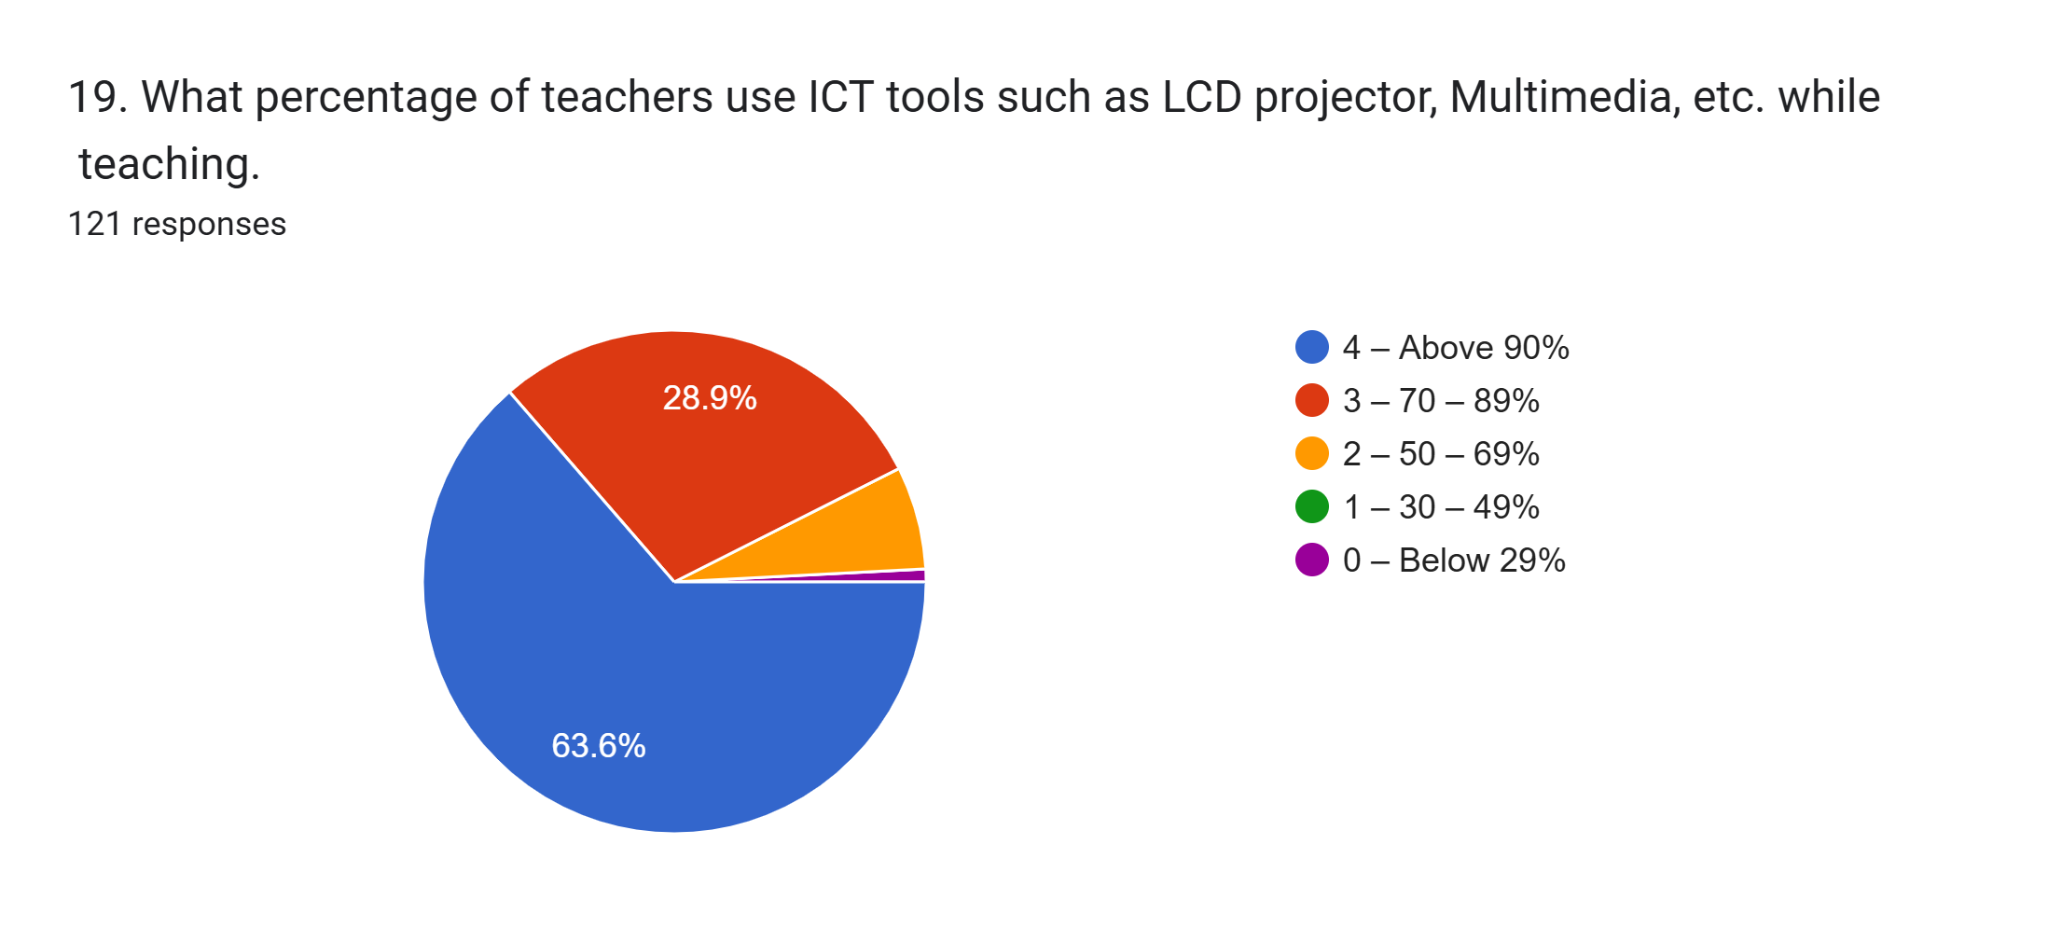 19. What percentage of teachers use ICT tools such as LCD projector, Multimedia, etc. while
teaching.
121 responses
28.9%
63.6%
4 – Above 90%
3 – 70 – 89%
2 – 50 – 69%
1 – 30 – 49%
0 – Below 29%